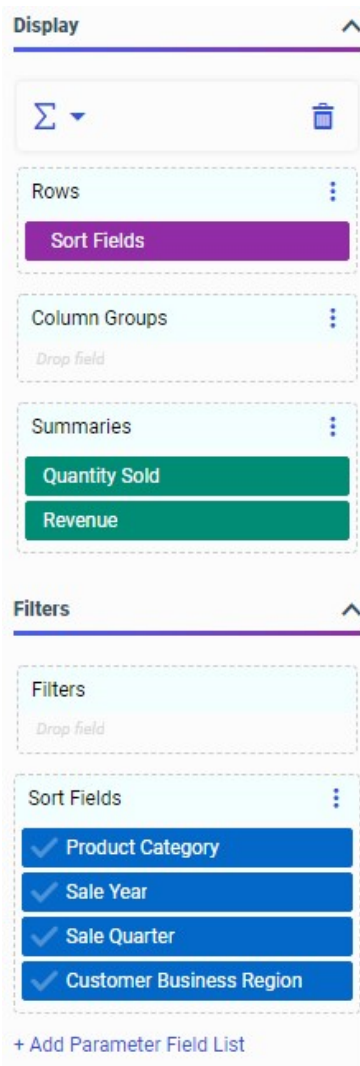 Display
Σ
Rows
Sort Fields
Column Groups
Drop field
Summaries
Quantity Sold
Revenue
Filters
Filters
Drop field
Sort Fields
Product Category
Sale Year
Sale Quarter
Customer Business Region
+ Add Parameter Field List